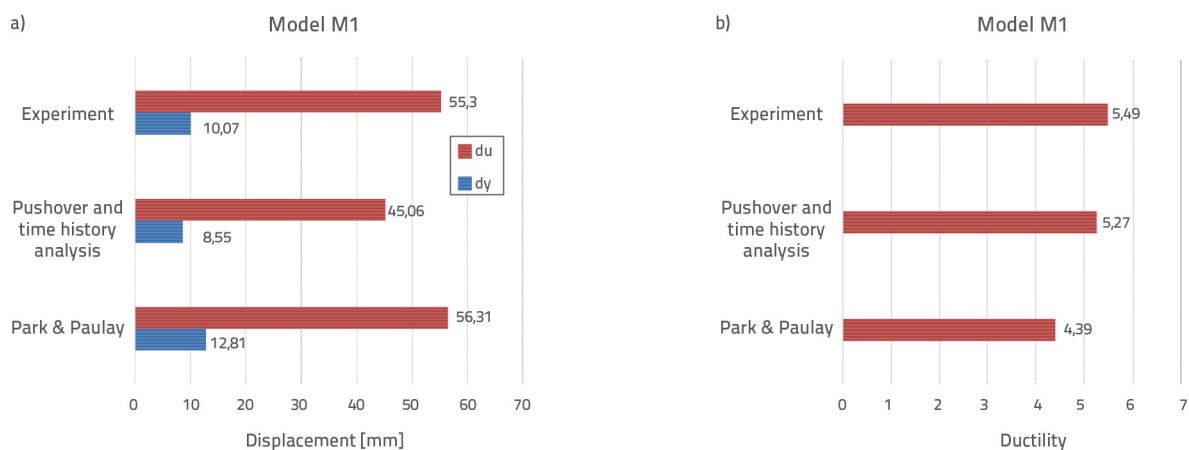 a)
Model M1
Experiment
55,3
10,07
du
dy
Pushover and
time history
analysis
45,06
8,55
Park & Paulay
56,31
12,81
0 10 20 30 40 50 60 70
Displacement [mm]
b)
Model M1
Experiment
5,49
Pushover and
time history
analysis
5,27
Park & Paulay
4,39
0 1 2 3 4 5 6 7
Ductility